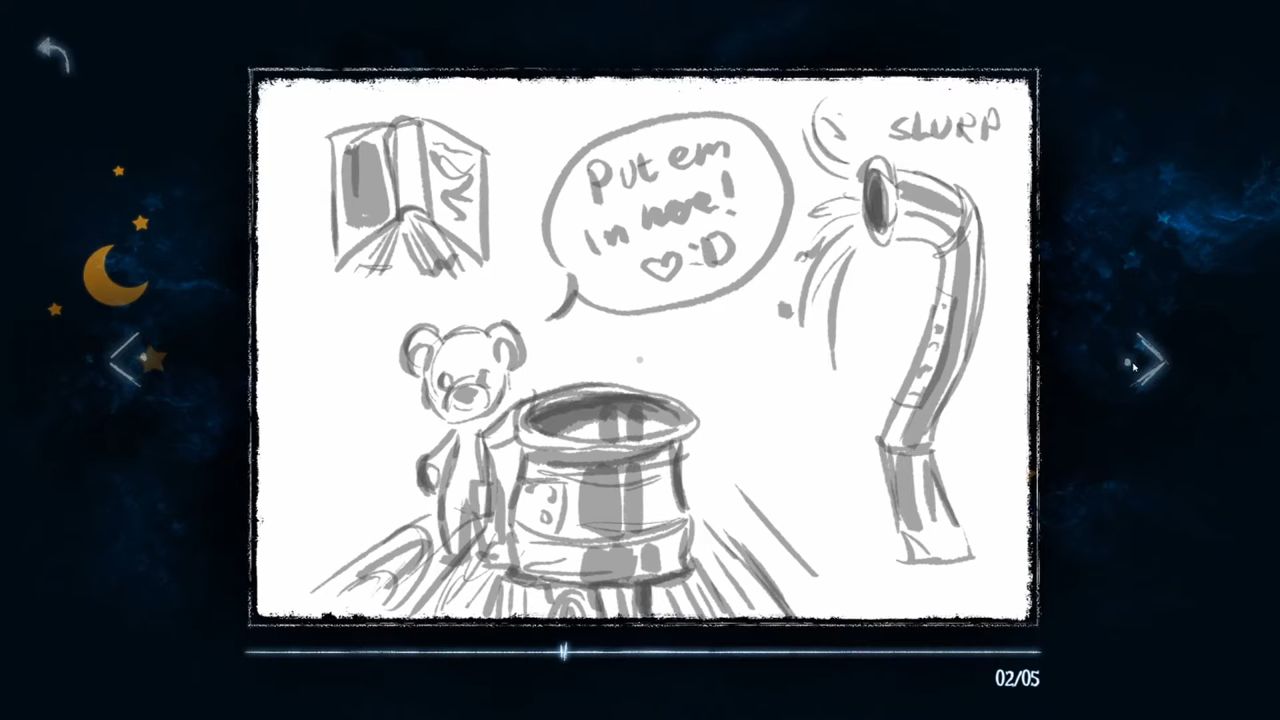 Put em
in here!
♡ :D
SLURP
02/05